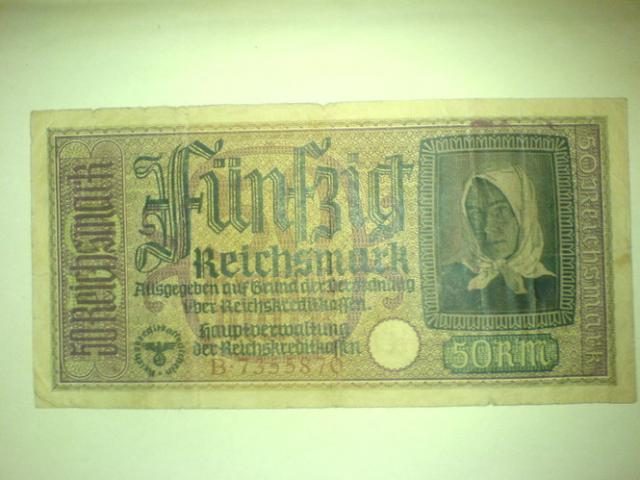 50 Reichsmark
Fünfzig
Reichsmark
Ausgegeben auf Grund der Verordnung
über Reichskreditkassen.
Hauptverwaltung
der Reichskreditkassen
B·7355870
50 RM
50 Reichsmark